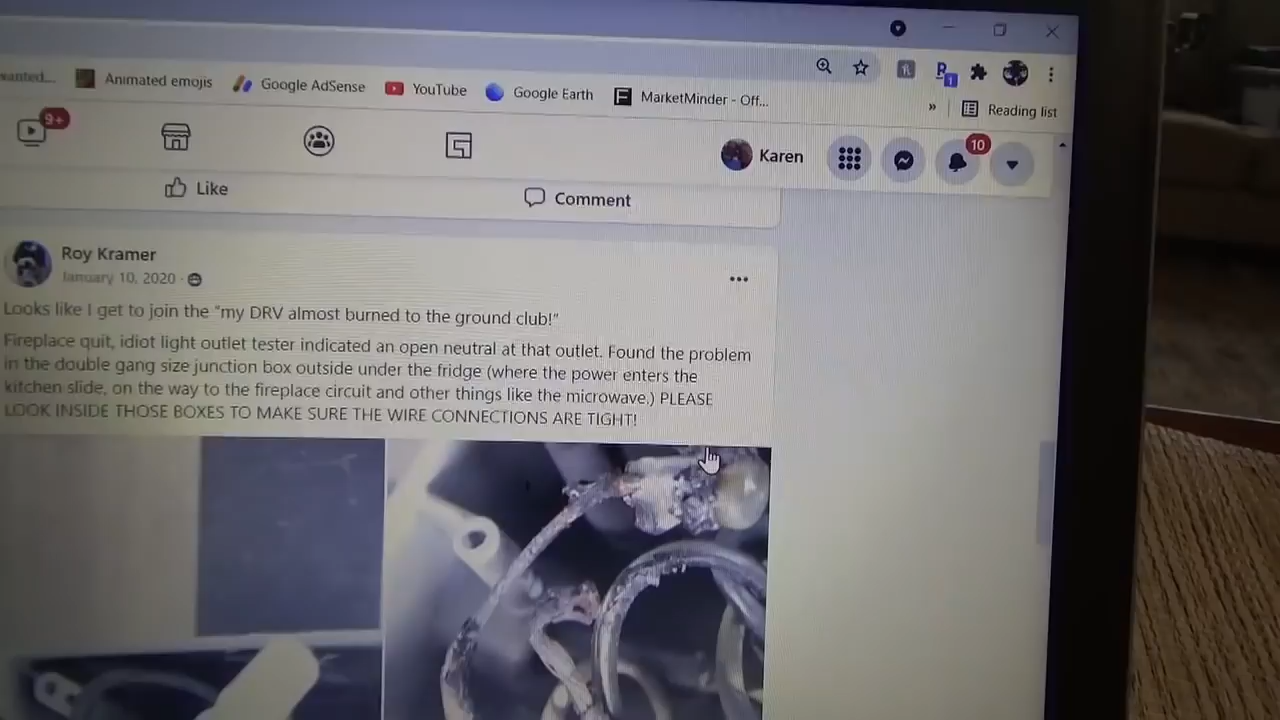 wanted...
Animated emojis
Google AdSense
YouTube
Google Earth
MarketMinder - Off...
»
Reading list
9+
Karen
10
Like
Comment
Roy Kramer
January 10, 2020 ·
Looks like I get to join the "my DRV almost burned to the ground club!"
Fireplace quit, idiot light outlet tester indicated an open neutral at that outlet. Found the problem
in the double gang size junction box outside under the fridge (where the power enters the
kitchen slide, on the way to the fireplace circuit and other things like the microwave.) PLEASE
LOOK INSIDE THOSE BOXES TO MAKE SURE THE WIRE CONNECTIONS ARE TIGHT!